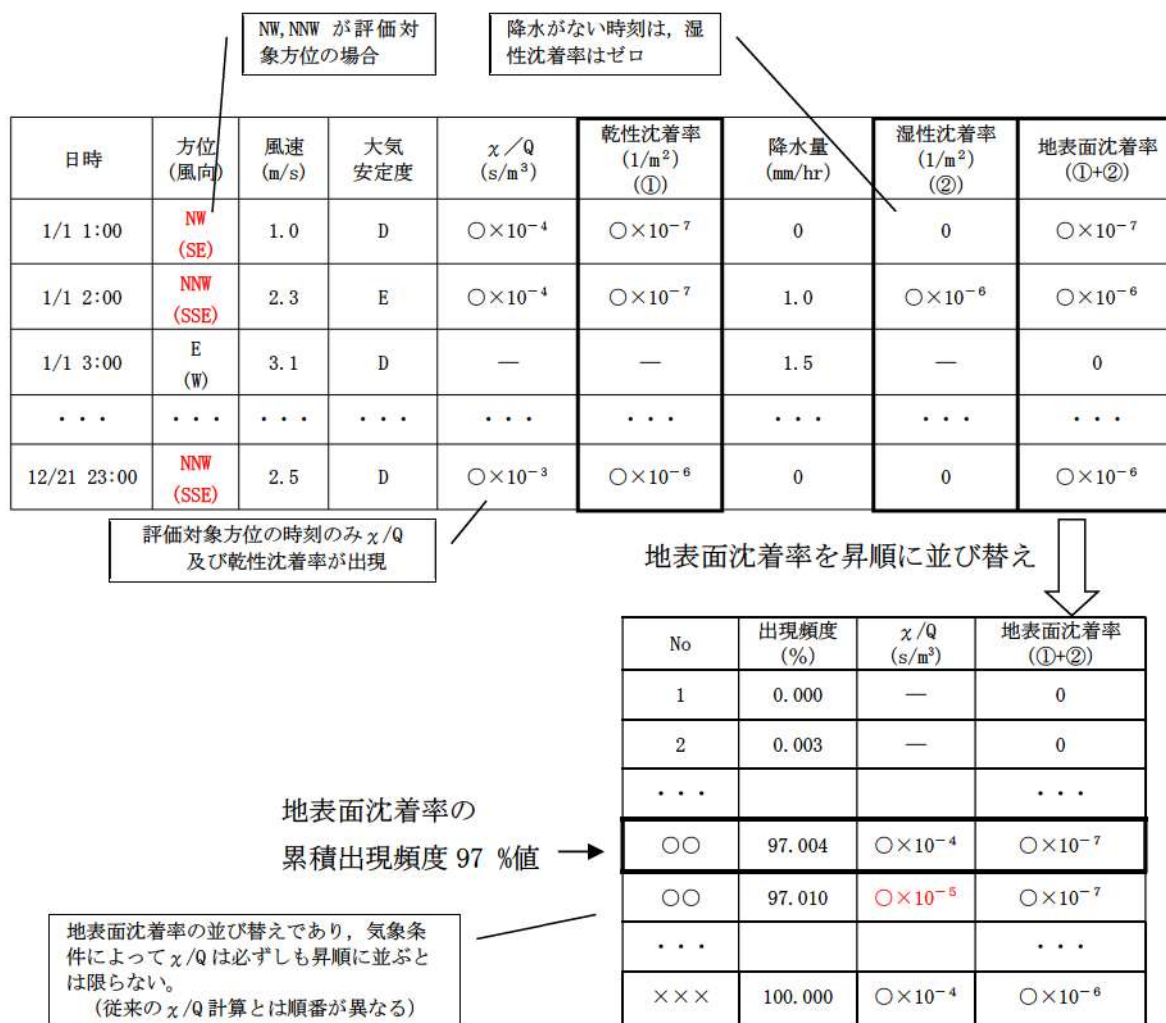 NW,NNW が評価対
象方位の場合
降水がない時刻は，湿
性沈着率はゼロ
日時 方位 (風向) 風速 (m/s) 大気 安定度 χ／Q (s/m³) 乾性沈着率 (1/m²) (①) 降水量 (mm/hr) 湿性沈着率 (1/m²) (②) 地表面沈着率 (①+②)
1/1 1:00 NW (SE) 1.0 D ○×10⁻⁴ ○×10⁻⁷ 0 0 ○×10⁻⁷
1/1 2:00 NNW (SSE) 2.3 E ○×10⁻⁴ ○×10⁻⁷ 1.0 ○×10⁻⁶ ○×10⁻⁶
1/1 3:00 E (W) 3.1 D ― ― 1.5 ― 0
・・・ ・・・ ・・・ ・・・ ・・・ ・・・ ・・・ ・・・ ・・・
12/21 23:00 NNW (SSE) 2.5 D ○×10⁻³ ○×10⁻⁶ 0 0 ○×10⁻⁶
評価対象方位の時刻のみχ/Q
及び乾性沈着率が出現
地表面沈着率を昇順に並び替え
No 出現頻度 (%) χ/Q (s/m³) 地表面沈着率 (①+②)
1 0.000 ― 0
2 0.003 ― 0
・・・ ・・・
地表面沈着率の
累積出現頻度 97 %値
○○ 97.004 ○×10⁻⁴ ○×10⁻⁷
○○ 97.010 ○×10⁻⁵ ○×10⁻⁷
・・・ ・・・
××× 100.000 ○×10⁻⁴ ○×10⁻⁶
地表面沈着率の並び替えであり，気象条
件によってχ/Qは必ずしも昇順に並ぶと
は限らない。
(従来のχ/Q計算とは順番が異なる)